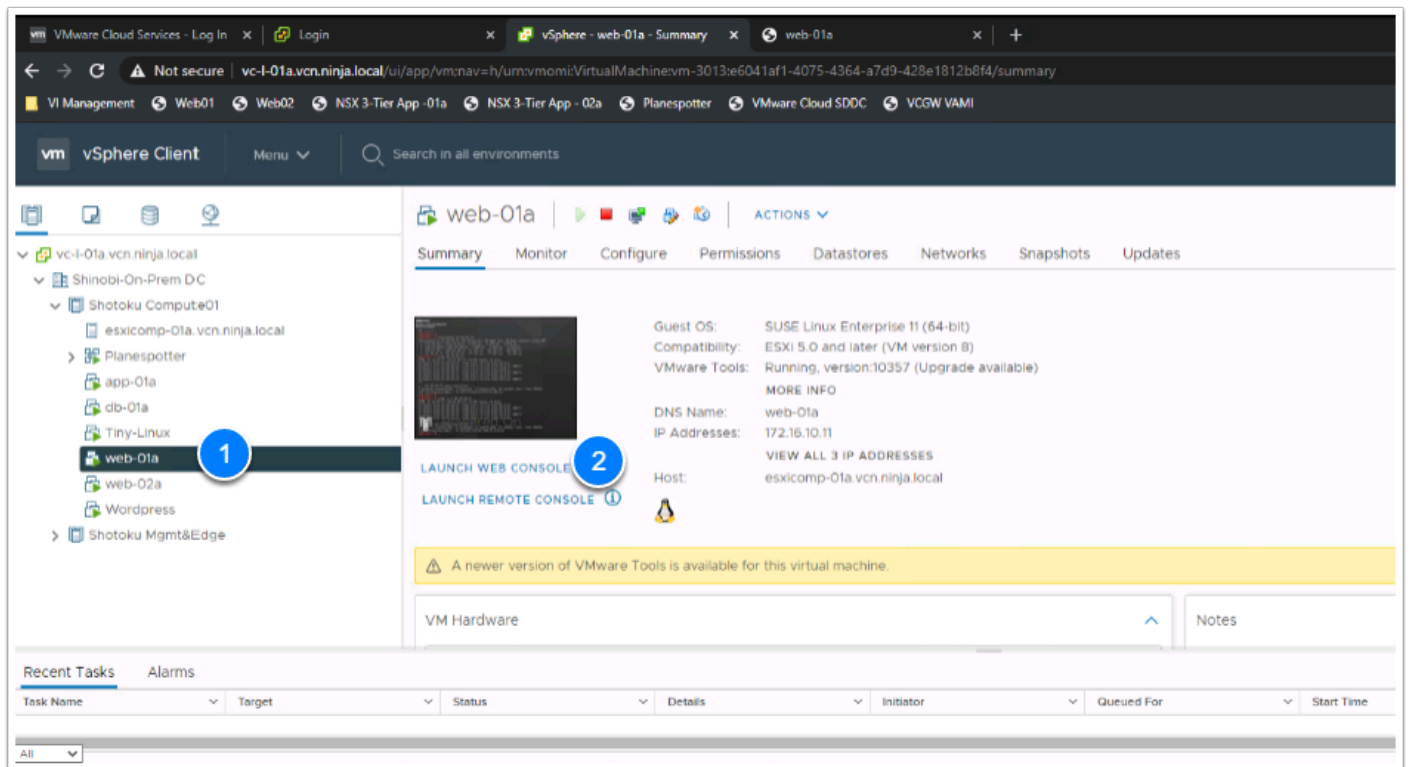 vm VMware Cloud Services - Log In Login vSphere - web-01a - Summary web-01a
Not secure vc-l-01a.vcn.ninja.local/ui/app/vm;nav=h/urn:vmomi:VirtualMachine:vm-3013:e6041af1-4075-4364-a7d9-428e1812b8f4/summary
VI Management Web01 Web02 NSX 3-Tier App -01a NSX 3-Tier App - 02a Planespotter VMware Cloud SDDC VCGW VAMI
vm vSphere Client Menu Search in all environments
web-01a ACTIONS
Summary Monitor Configure Permissions Datastores Networks Snapshots Updates
vc-l-01a.vcn.ninja.local
Shinobi-On-Prem DC
Shotoku Compute01
esxicomp-01a.vcn.ninja.local
Planespotter
app-01a
db-01a
Tiny-Linux
web-01a 1
web-02a
Wordpress
Shotoku Mgmt&Edge
LAUNCH WEB CONSOLE 2
LAUNCH REMOTE CONSOLE
Guest OS: SUSE Linux Enterprise 11 (64-bit)
Compatibility: ESXi 5.0 and later (VM version 8)
VMware Tools: Running, version:10357 (Upgrade available)
MORE INFO
DNS Name: web-01a
IP Addresses: 172.16.10.11
VIEW ALL 3 IP ADDRESSES
Host: esxicomp-01a.vcn.ninja.local
A newer version of VMware Tools is available for this virtual machine.
VM Hardware Notes
Recent Tasks Alarms
Task Name Target Status Details Initiator Queued For Start Time
All